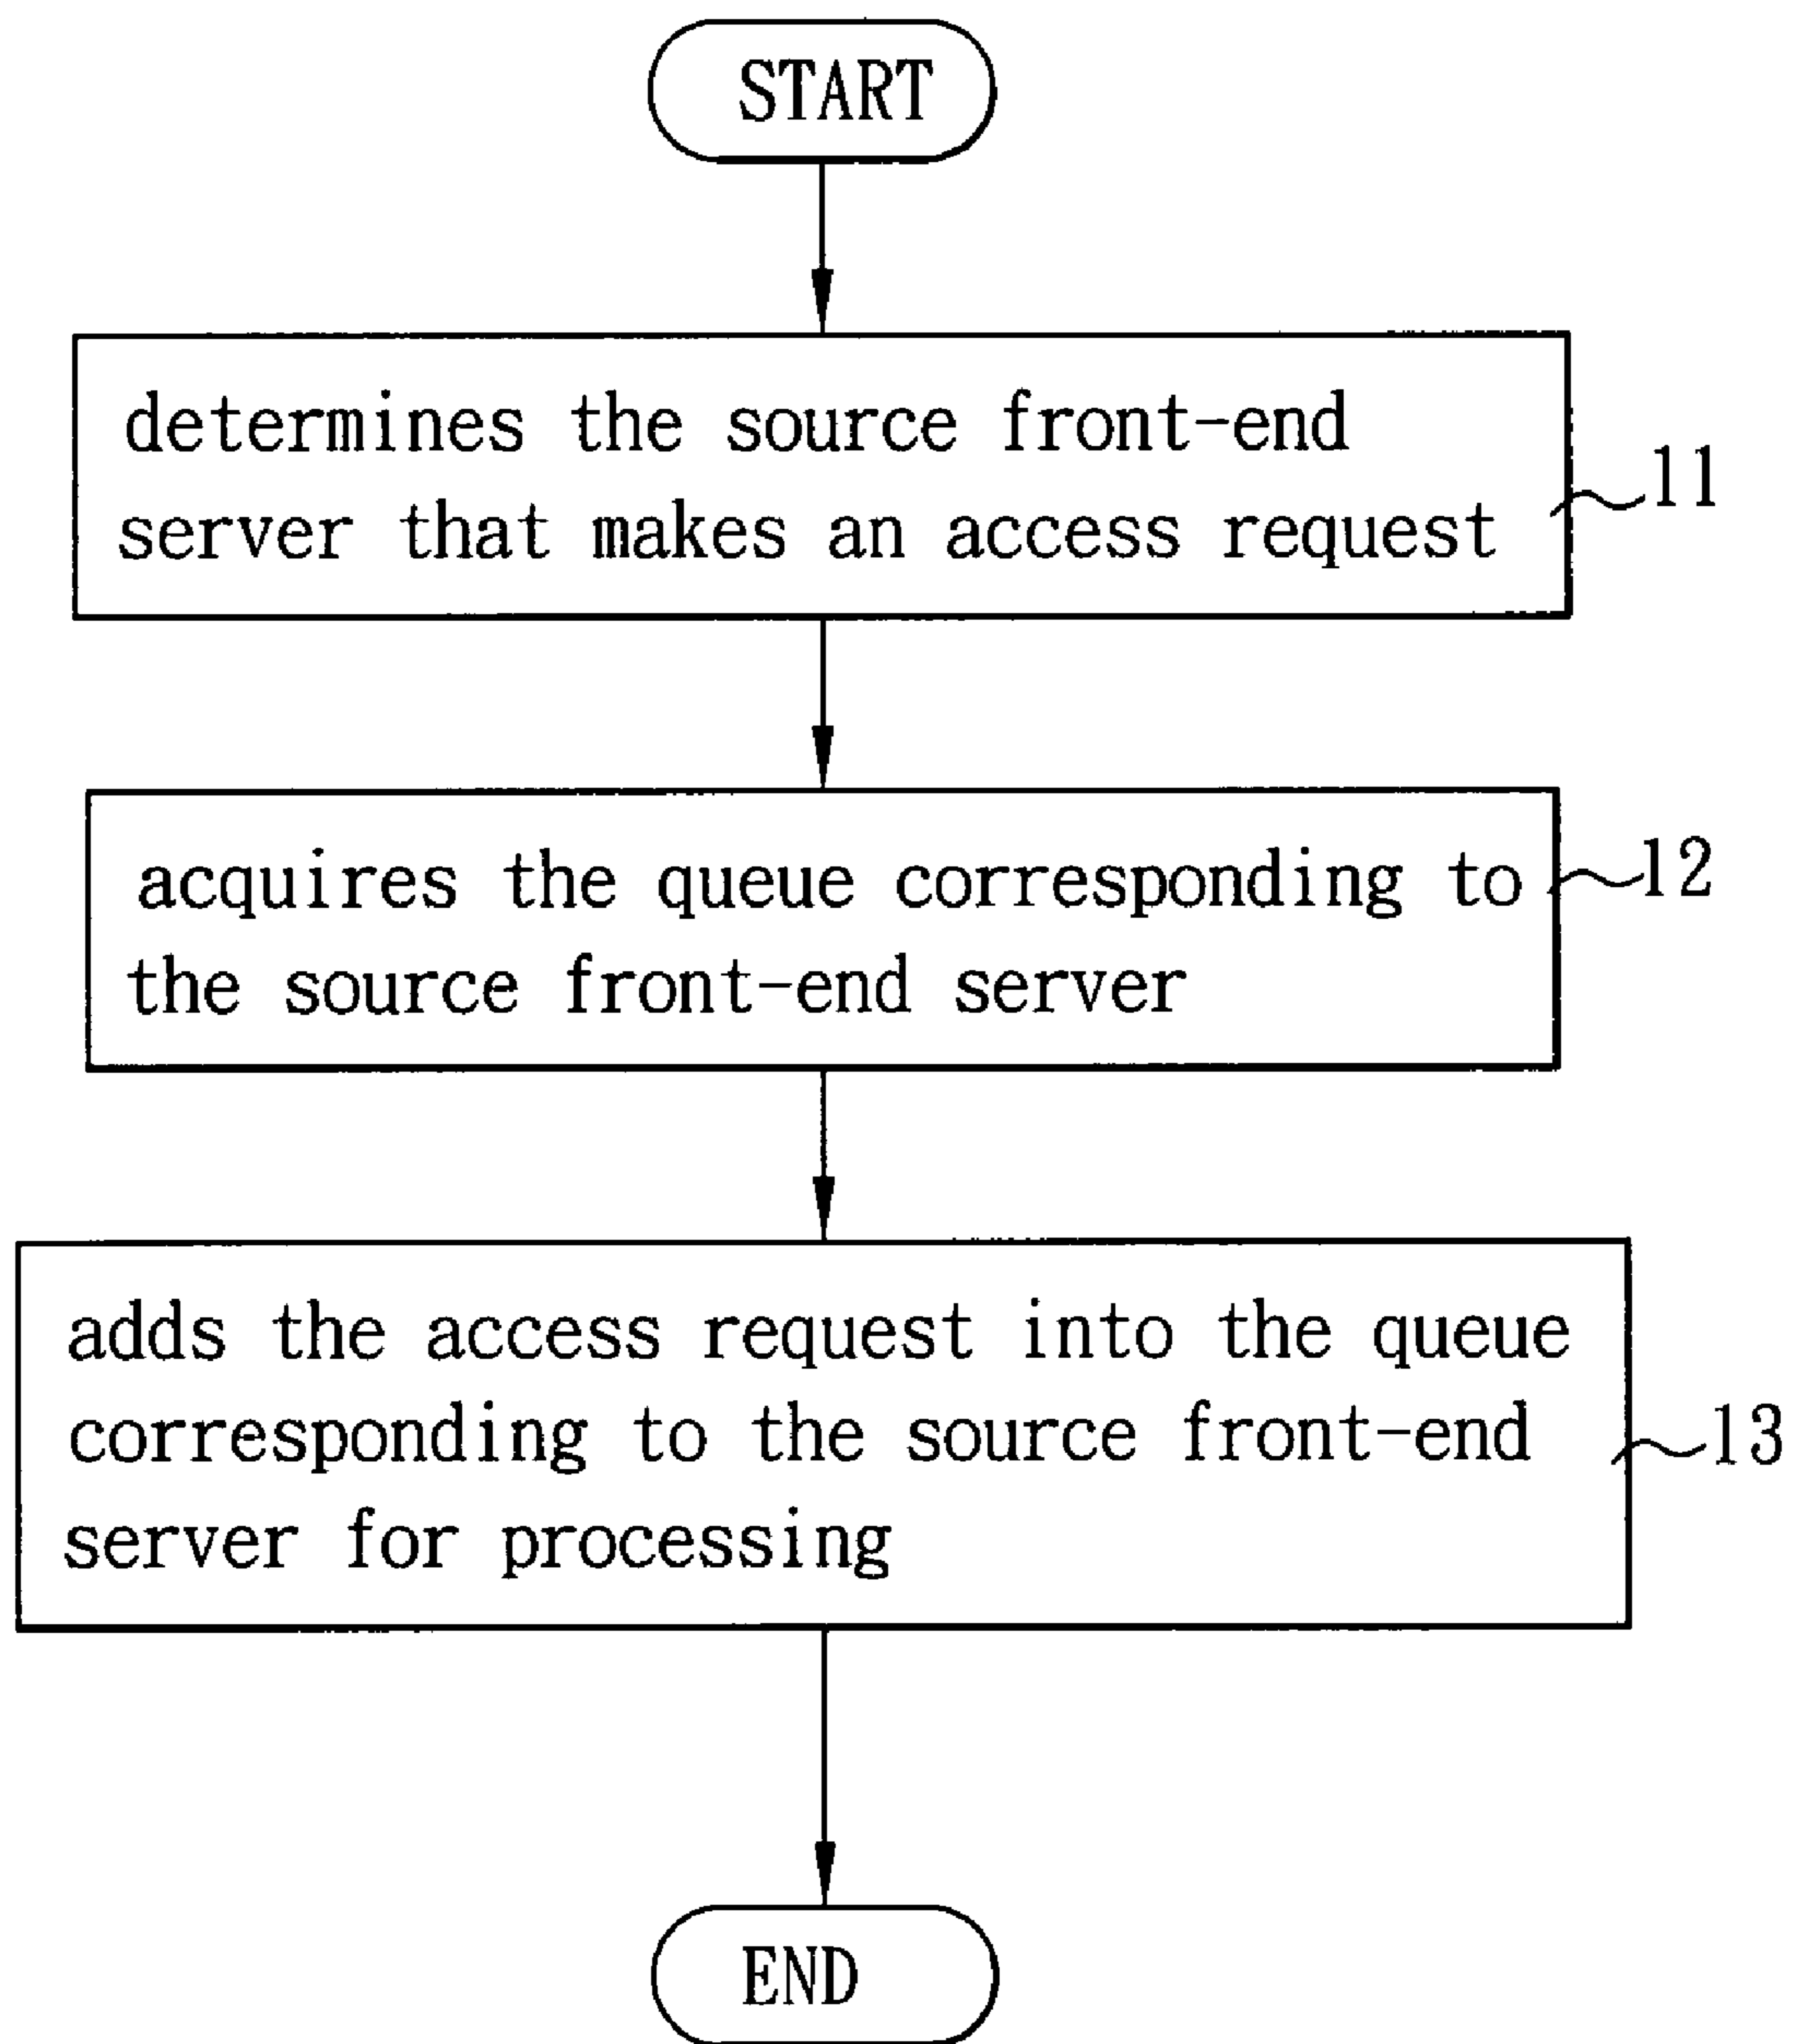 START
determines the source front-end
server that makes an access request
11
acquires the queue corresponding to
the source front-end server
12
adds the access request into the queue
corresponding to the source front-end
server for processing
13
END